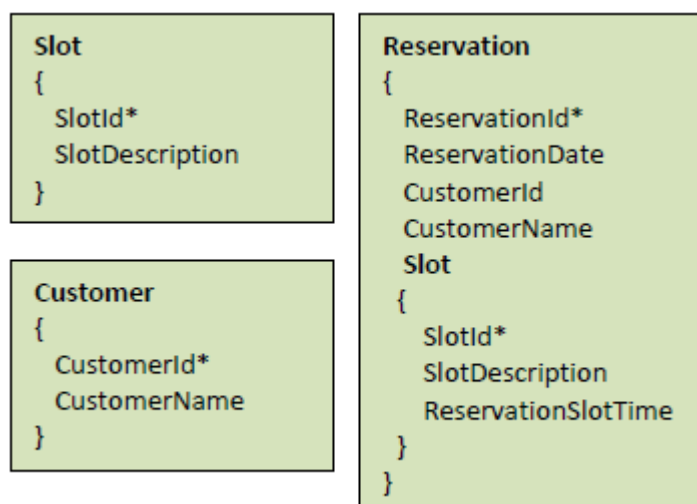 Slot
{
SlotId*
SlotDescription
}
Customer
{
CustomerId*
CustomerName
}
Reservation
{
ReservationId*
ReservationDate
CustomerId
CustomerName
Slot
{
SlotId*
SlotDescription
ReservationSlotTime
}
}